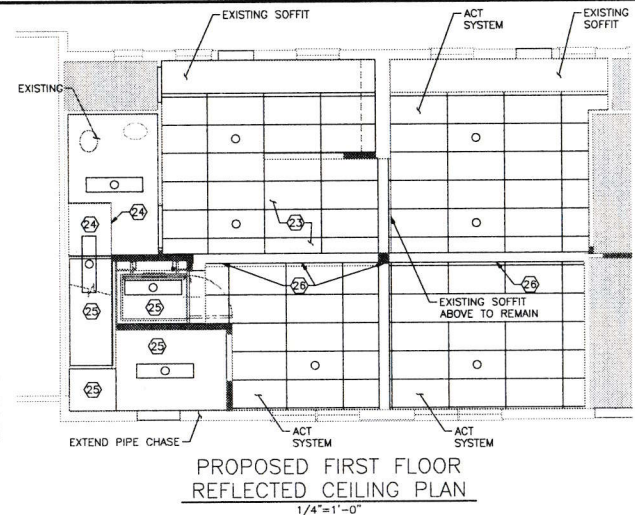 EXISTING SOFFIT
ACT
SYSTEM
EXISTING
SOFFIT
EXISTING
24
24
23
25
25
26
26
EXISTING SOFFIT
ABOVE TO REMAIN
25
25
EXTEND PIPE CHASE
ACT
SYSTEM
ACT
SYSTEM
PROPOSED FIRST FLOOR
REFLECTED CEILING PLAN
1/4"=1'-0"